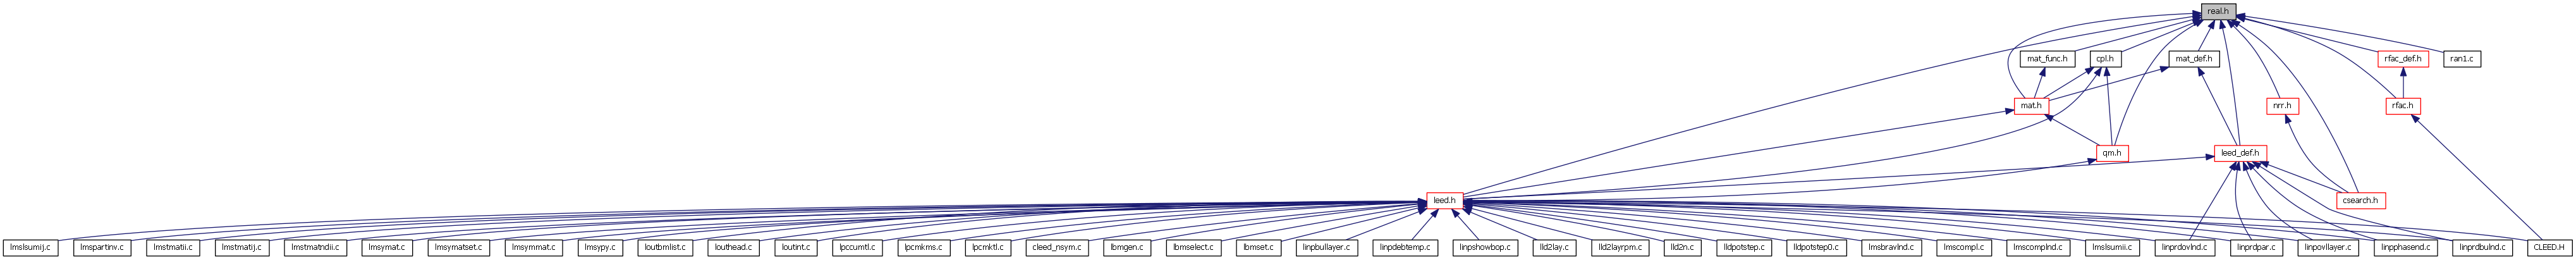 real.h
mat_func.h
cpl.h
mat_def.h
rfac_def.h
ran1.c
mat.h
nrr.h
rfac.h
qm.h
leed_def.h
leed.h
csearch.h
lmslsumij.c
lmspartinv.c
lmstmatii.c
lmstmatij.c
lmstmatndii.c
lmsymat.c
lmsymatset.c
lmsymmat.c
lmsypy.c
loutbmlist.c
louthead.c
loutint.c
lpccumtl.c
lpcmkms.c
lpcmktl.c
cleed_nsym.c
lbmgen.c
lbmselect.c
lbmset.c
linpbullayer.c
linpdebtemp.c
linpshowbop.c
lld2lay.c
lld2layrpm.c
lld2n.c
lldpotstep.c
lldpotstep0.c
lmsbravlnd.c
lmscompl.c
lmscomplnd.c
lmslsumii.c
linprdovlnd.c
linprdpar.c
linpovllayer.c
linpphasend.c
linprdbulnd.c
CLEED.H